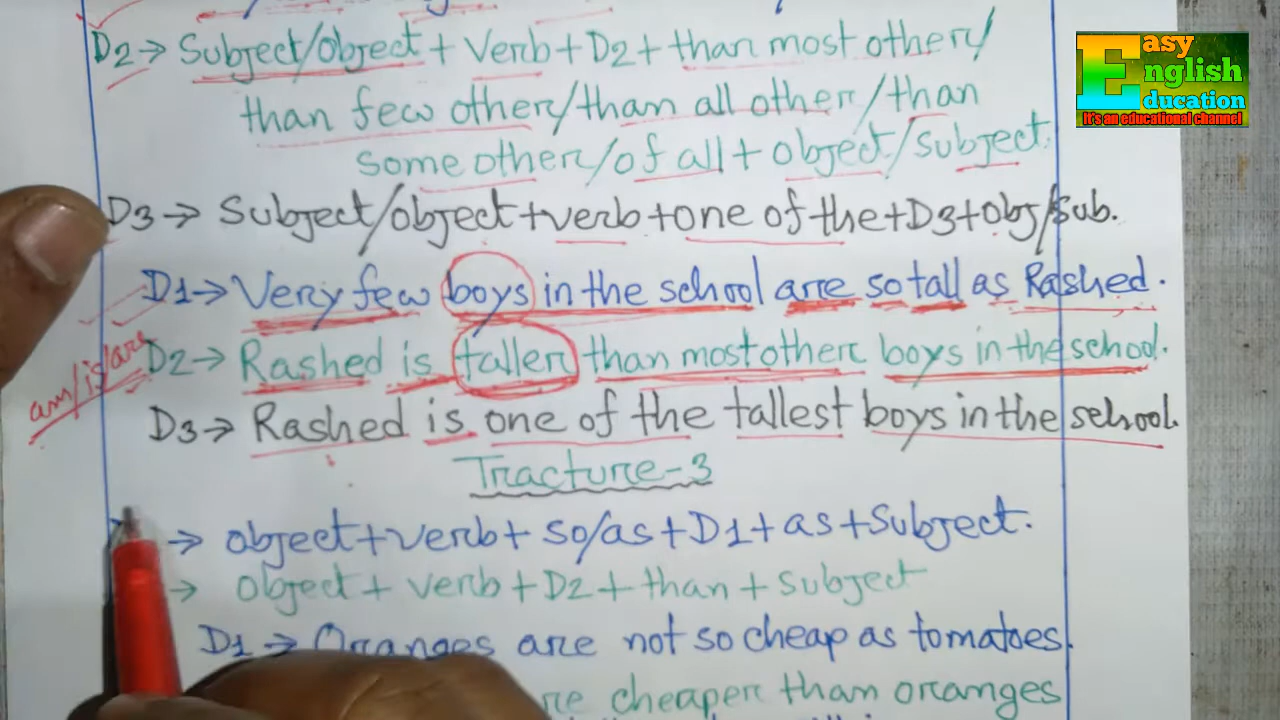 D2→ Subject/object + Verb + D2 + than most other/
than few other/than all other/than
some other/of all + object/subject.
D3→ Subject/object+verb+one of the+D3+obj/sub.
D1→ Very few boys in the school are so tall as Rashed.
am/is/are
D2→ Rashed is taller than most other boys in the school.
D3→ Rashed is one of the tallest boys in the school.
Tracture-3
→ object+verb+ so/as +D1+as+Subject.
→ object + verb + D2 + than + subject
D1→ Oranges are not so cheap as tomatoes.
cheaper than oranges
Easy
English
Education
It's an educational channel